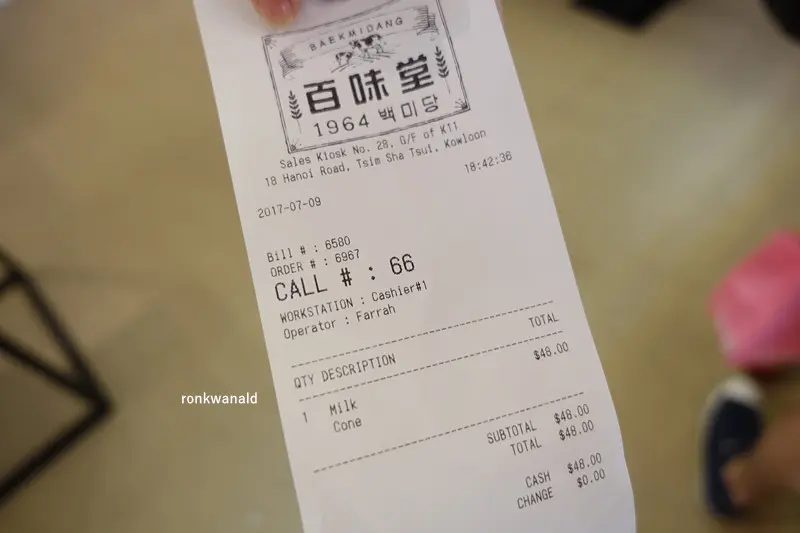 BAEKMIDANG
百味堂
1964 백미당
Sales Kiosk No. 28, G/F of K11
18 Hanoi Road, Tsim Sha Tsui, Kowloon
2017-07-09 18:42:36
Bill # : 6580
ORDER # : 6967
CALL # : 66
WORKSTATION : Cashier#1
Operator : Farrah
QTY DESCRIPTION TOTAL
1 Milk $48.00
Cone
SUBTOTAL $48.00
TOTAL $48.00
CASH $48.00
CHANGE $0.00
ronkwanald